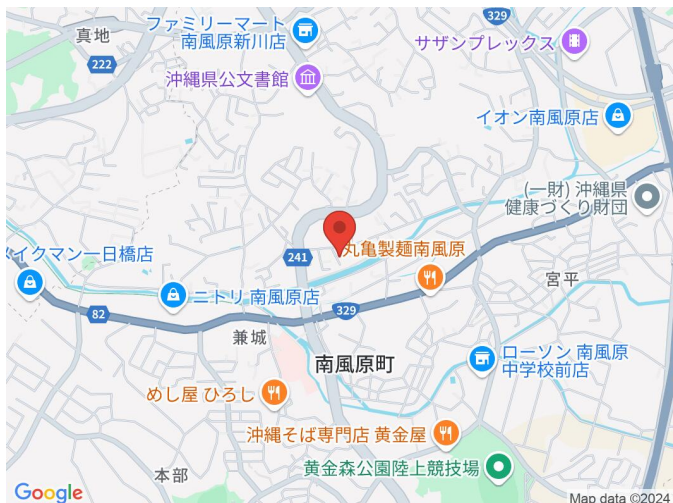 ファミリーマート
南風原新川店
真地
222
329
サザンプレックス
沖縄県公文書館
イオン南風原店
(一財) 沖縄県
健康づくり財団
241
丸亀製麺南風原
メイクマン一日橋店
ニトリ 南風原店
宮平
82
329
兼城
南風原町
ローソン 南風原
中学校前店
めし屋 ひろし
沖縄そば専門店 黄金屋
黄金森公園陸上競技場
本部
Google
Map data ©2024